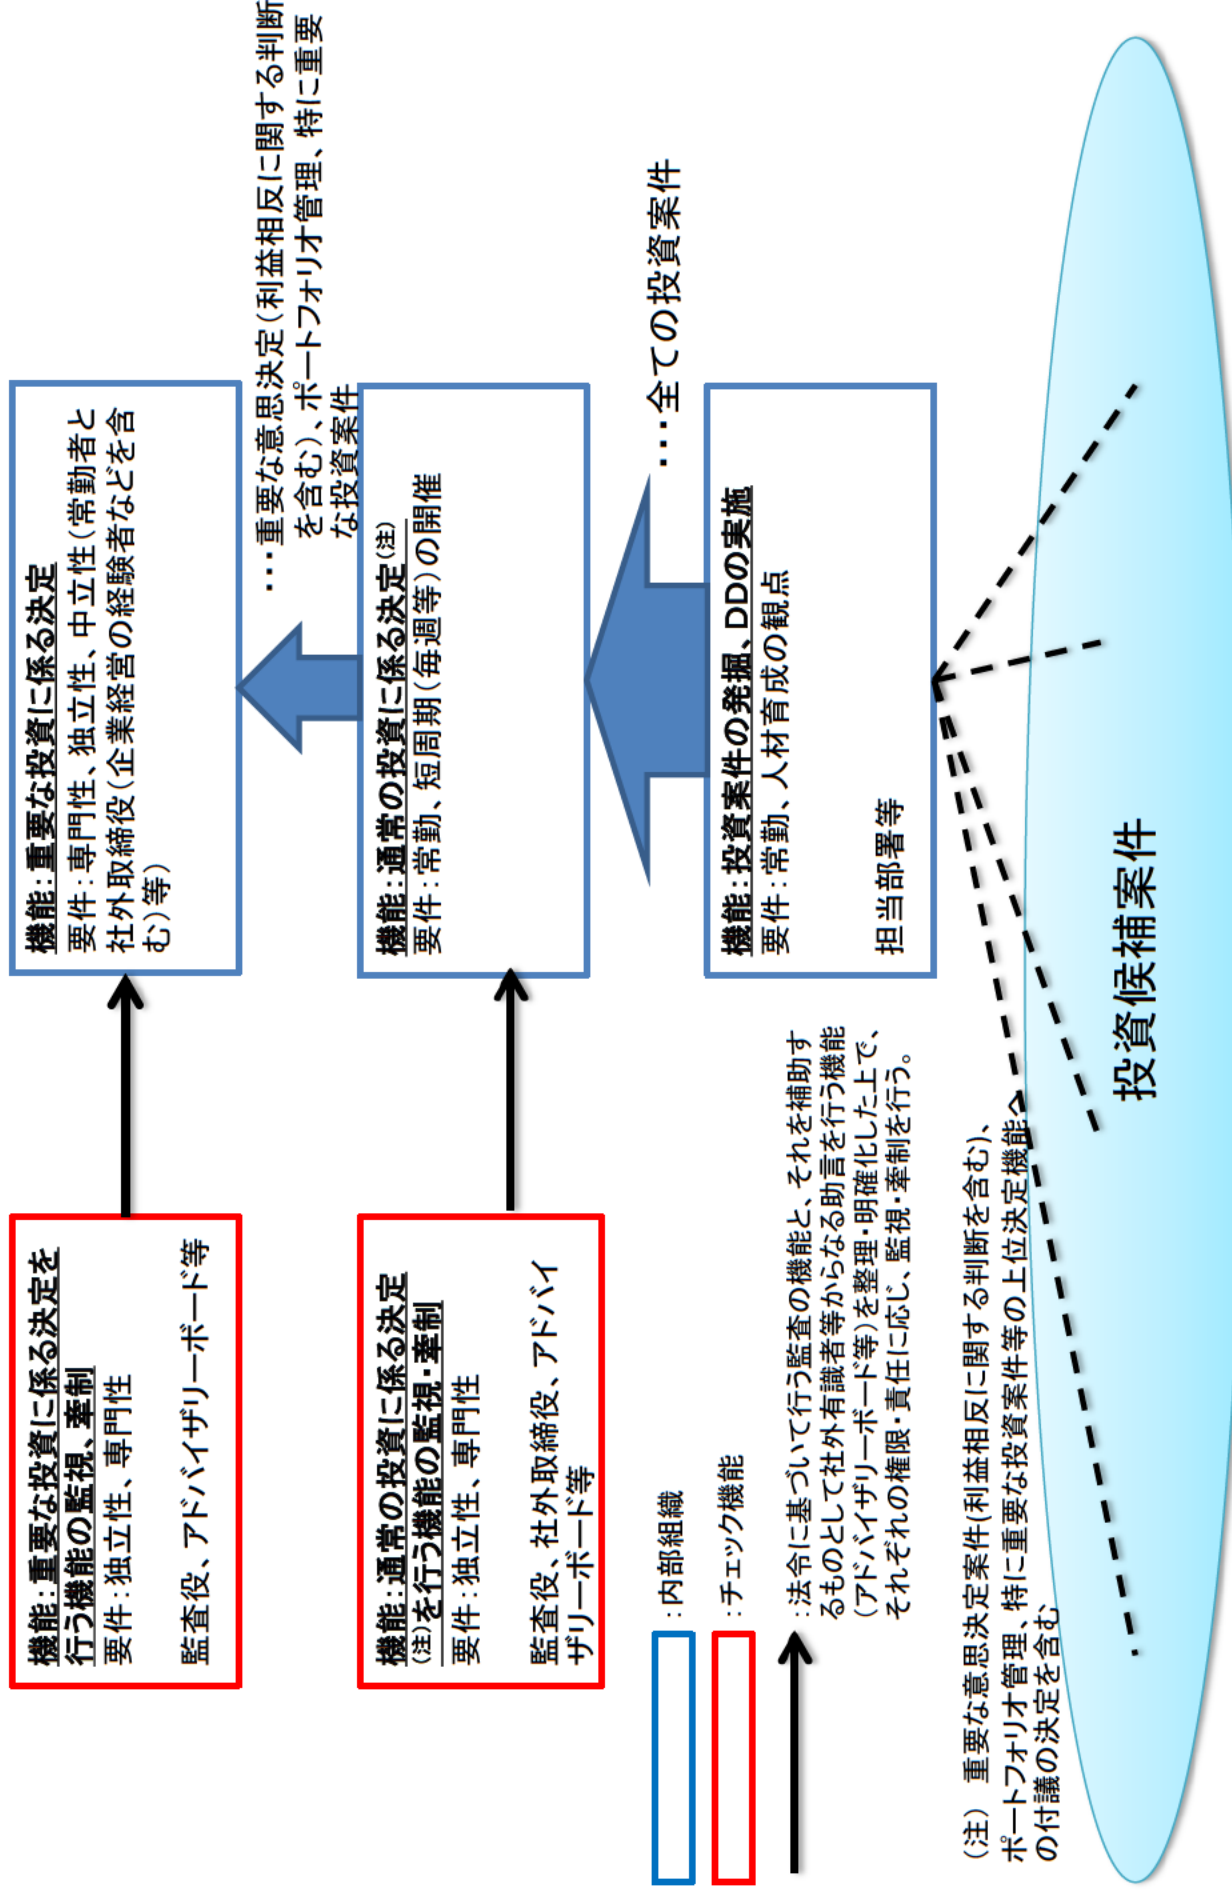 機能：重要な投資に係る決定を
行う機能の監視、牽制
要件：独立性、専門性
監査役、アドバイザリーボード等
機能：重要な投資に係る決定
要件：専門性、独立性、中立性（常勤者と
社外取締役（企業経営の経験者などを含
む）等）
･･･重要な意思決定（利益相反に関する判断
を含む）、ポートフォリオ管理、特に重要
な投資案件
機能：通常の投資に係る決定
(注)を行う機能の監視・牽制
要件：独立性、専門性
監査役、社外取締役、アドバイ
ザリーボード等
機能：通常の投資に係る決定(注)
要件：常勤、短周期（毎週等）の開催
･･･全ての投資案件
機能：投資案件の発掘、DDの実施
要件：常勤、人材育成の観点
担当部署等
：内部組織
：チェック機能
：法令に基づいて行う監査の機能と、それを補助す
るものとして社外有識者等からなる助言を行う機能
（アドバイザリーボード等）を整理・明確化した上で、
それぞれの権限・責任に応じ、監視・牽制を行う。
（注） 重要な意思決定案件(利益相反に関する判断を含む)、
ポートフォリオ管理、特に重要な投資案件等の上位決定機能へ
の付議の決定を含む
投資候補案件